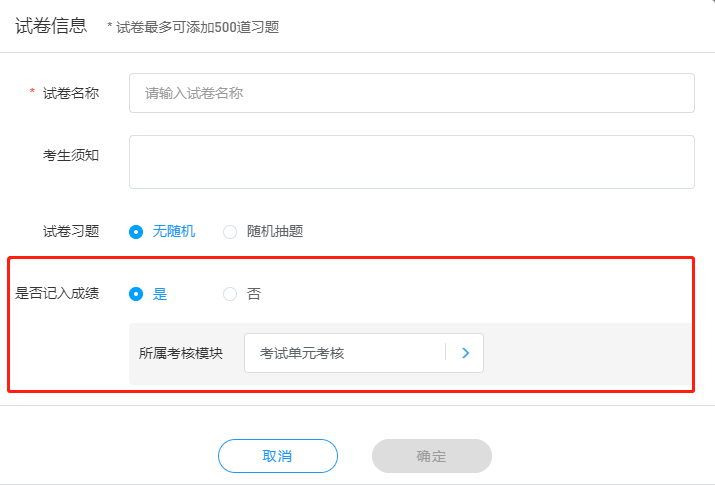 试卷信息 * 试卷最多可添加500道习题
* 试卷名称 请输入试卷名称
考生须知
试卷习题 无随机 随机抽题
是否记入成绩 是 否
所属考核模块 考试单元考核
取消 确定